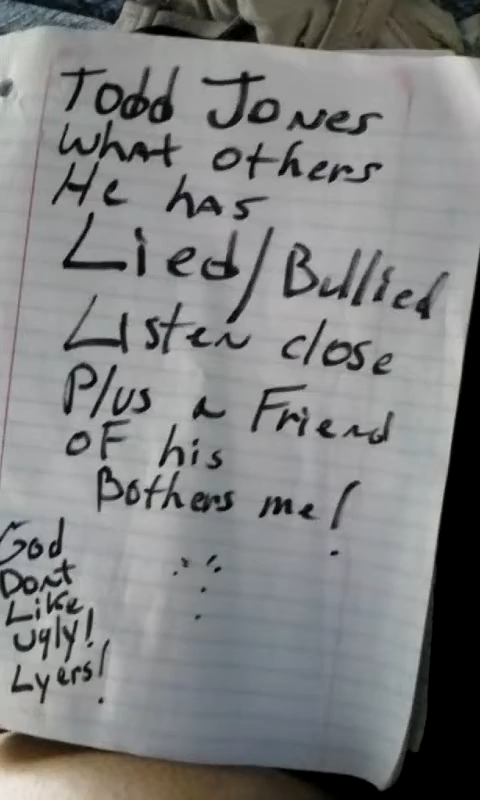 Todd Jones
What others
He has
Lied/Bullied
Listen close
Plus a Friend
of his
Bothers me!
God
Dont
Like
Ugly!
Lyers!